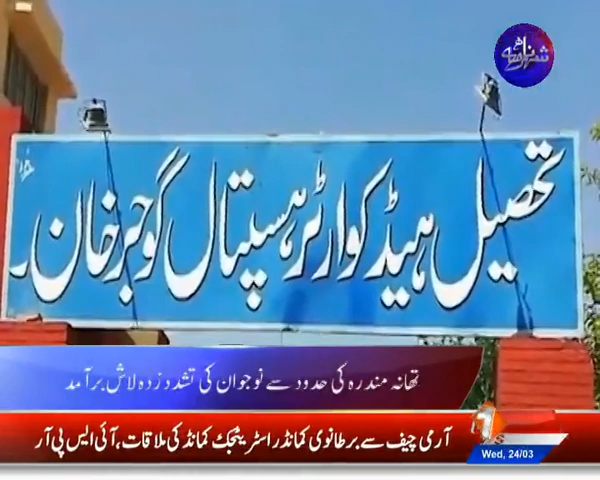 تحصیل ہیڈ کوارٹر ہسپتال گوجر خان۔
تھانہ مندرہ کی حدود سے نوجوان کی تشدد زدہ لاش برآمد
آرمی چیف سے برطانوی کمانڈر اسٹریٹجک کمانڈ کی ملاقات، آئی ایس پی آر
Wed, 24/03